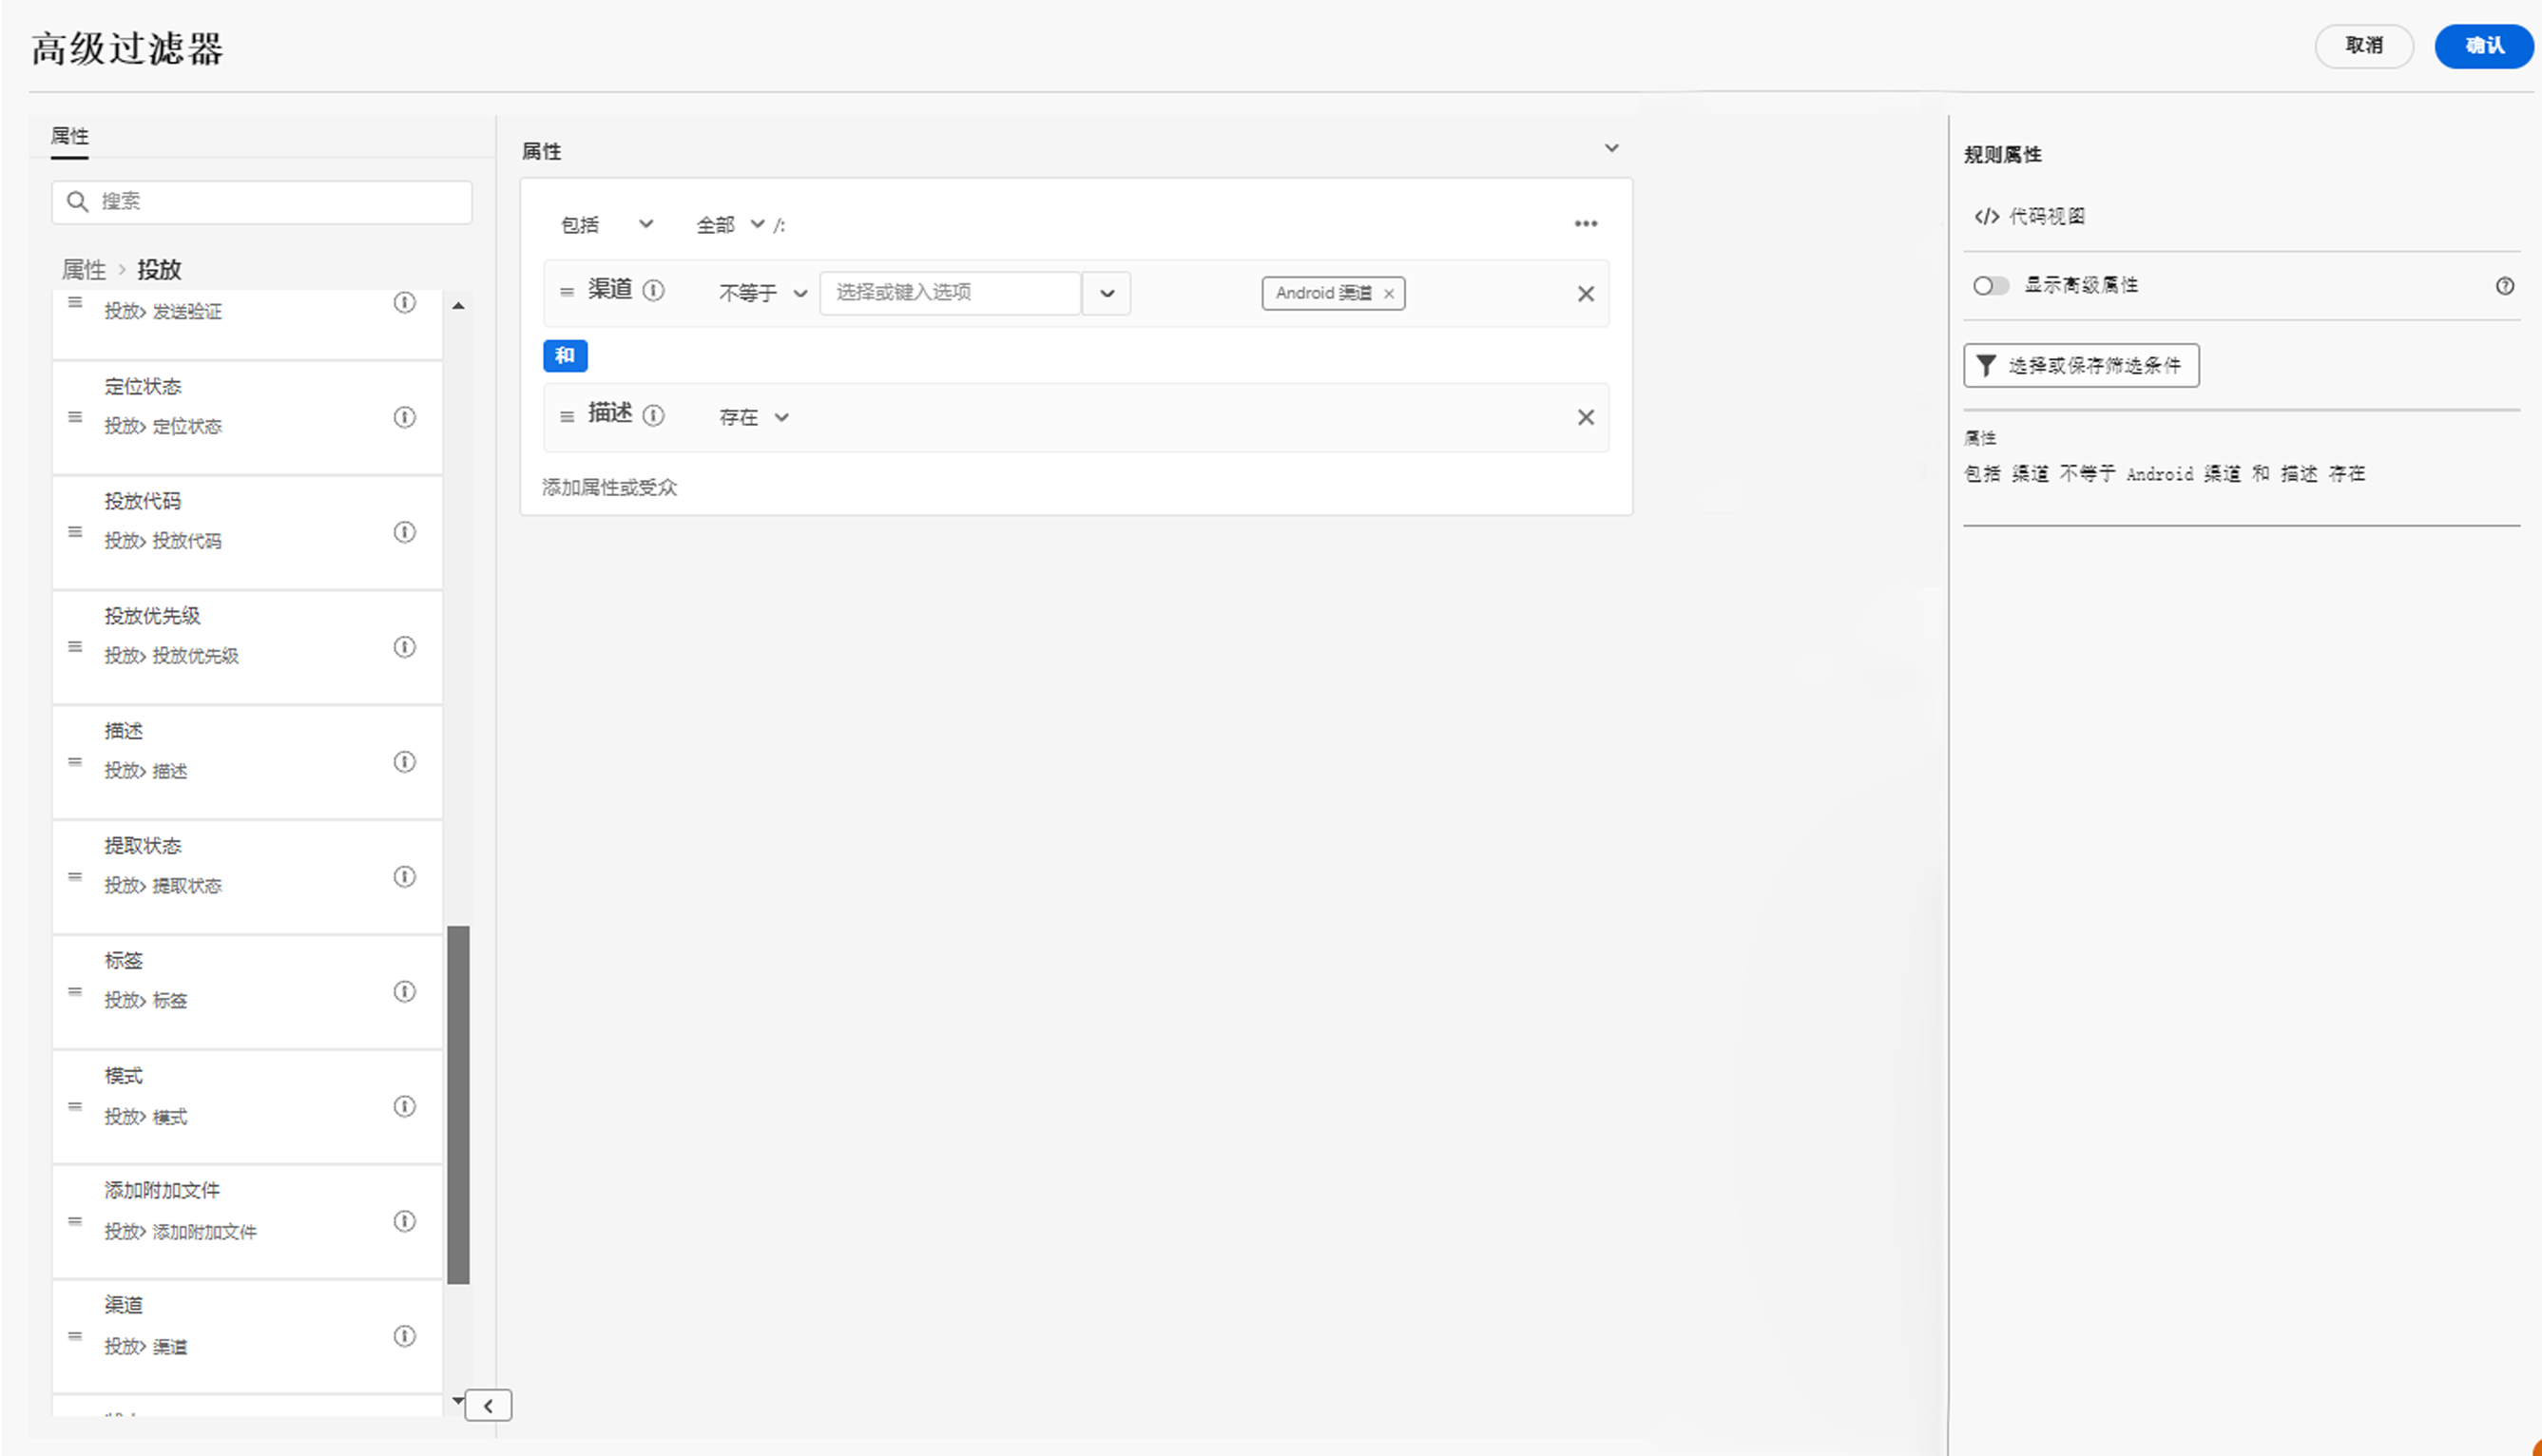 高级过滤器
取消
确认
属性
搜索
属性 › 投放
投放› 发送验证
定位状态
投放› 定位状态
投放代码
投放› 投放代码
投放优先级
投放› 投放优先级
描述
投放› 描述
提取状态
投放› 提取状态
标签
投放› 标签
模式
投放› 模式
添加附加文件
投放› 添加附加文件
渠道
投放› 渠道
属性
包括 全部 /:
渠道 不等于 选择或键入选项 Android 渠道
和
描述 存在
添加属性或受众
规则属性
</> 代码视图
显示高级属性
选择或保存筛选条件
属性
包括 渠道 不等于 Android 渠道 和 描述 存在